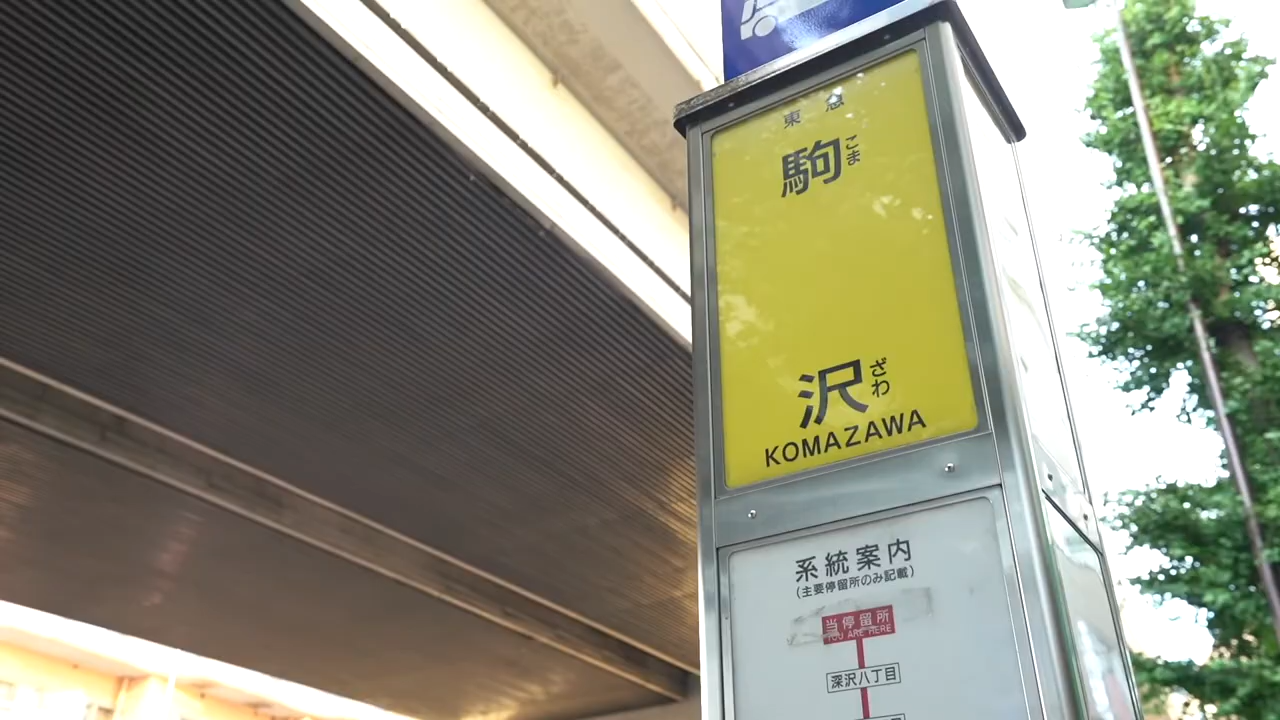 東急
駒
こま
沢
ざわ
KOMAZAWA
系統案内
(主要停留所のみ記載)
当停留所
YOU ARE HERE
深沢八丁目